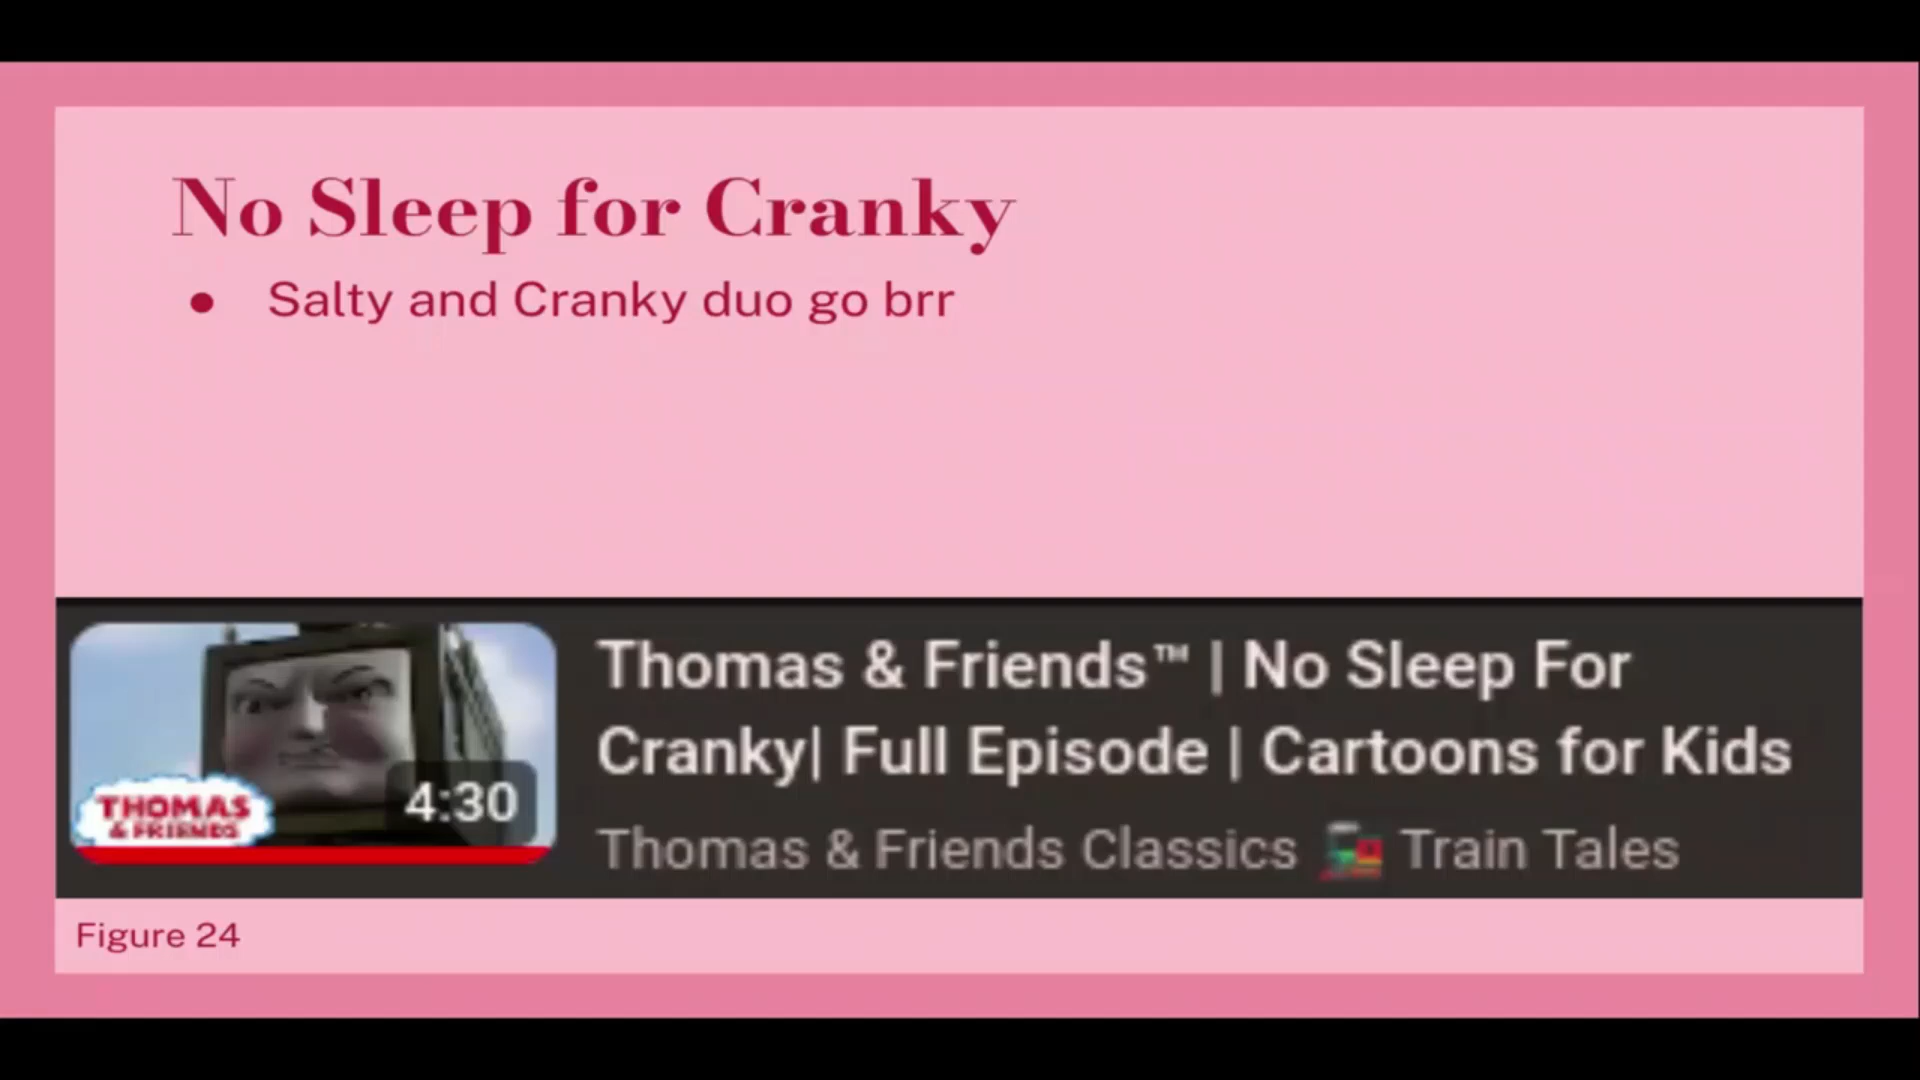 No Sleep for Cranky
● Salty and Cranky duo go brr
Thomas & Friends™ | No Sleep For
Cranky| Full Episode | Cartoons for Kids
THOMAS
& FRIENDS
4:30
Thomas & Friends Classics 🚂 Train Tales
Figure 24